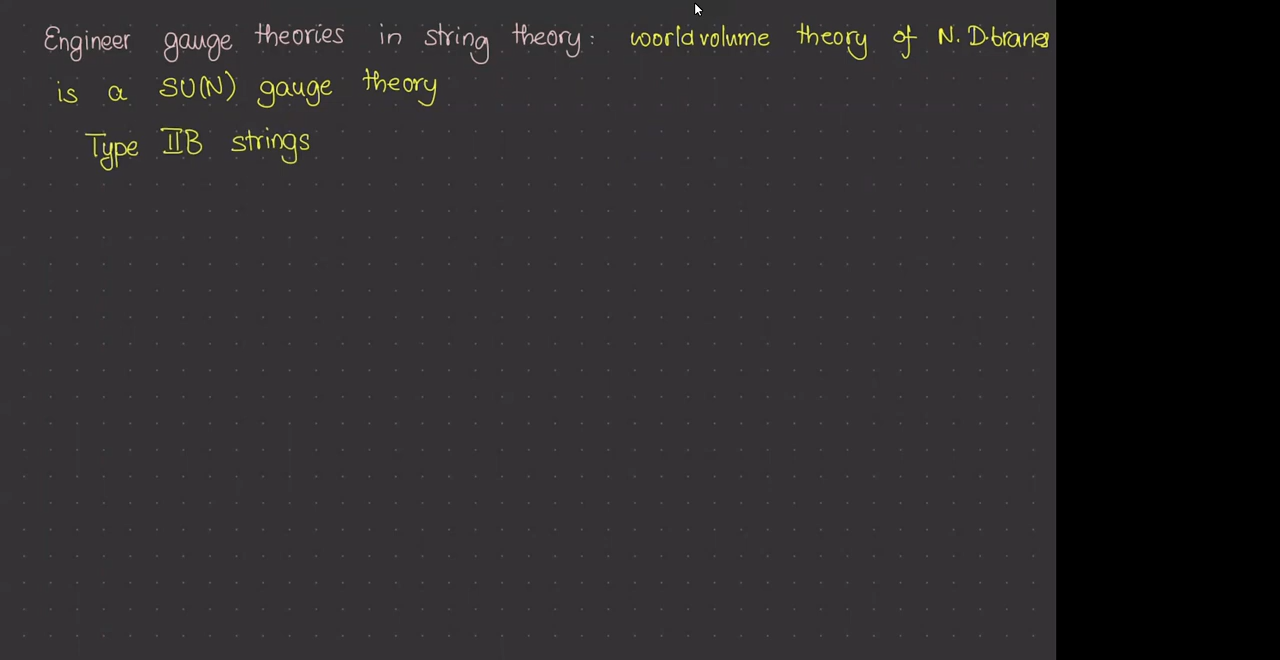 Engineer gauge theories in string theory: worldvolume theory of N. D-branes
is a SU(N) gauge theory
Type IIB strings